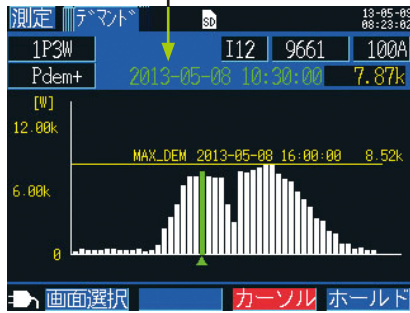 測定 ﾃﾞﾏﾝﾄﾞ SD 13-05-0
08:23:0
1P3W I12 9661 100A
Pdem+ 2013-05-08 10:30:00 7.87k
[W]
12.00k
MAX_DEM 2013-05-08 16:00:00 8.52k
6.00k
0
画面選択 カーソル ホールド